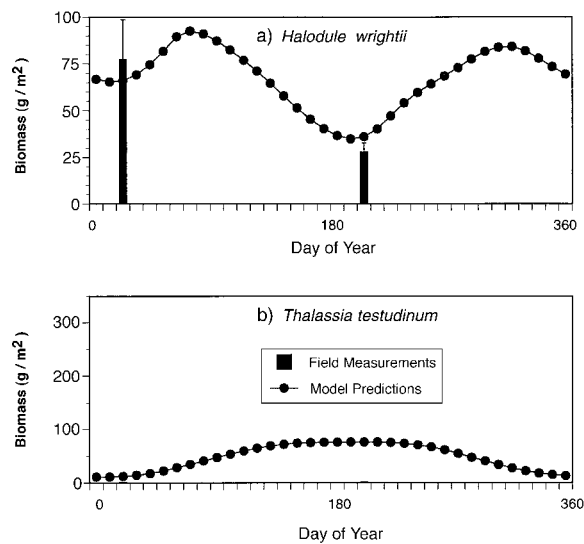 100
a) Halodule wrightii
75
50
25
0
Biomass (g / m²)
0 180 360
Day of Year
b) Thalassia testudinum
300
Field Measurements
200
Model Predictions
100
0
Biomass (g / m²)
0 180 360
Day of Year